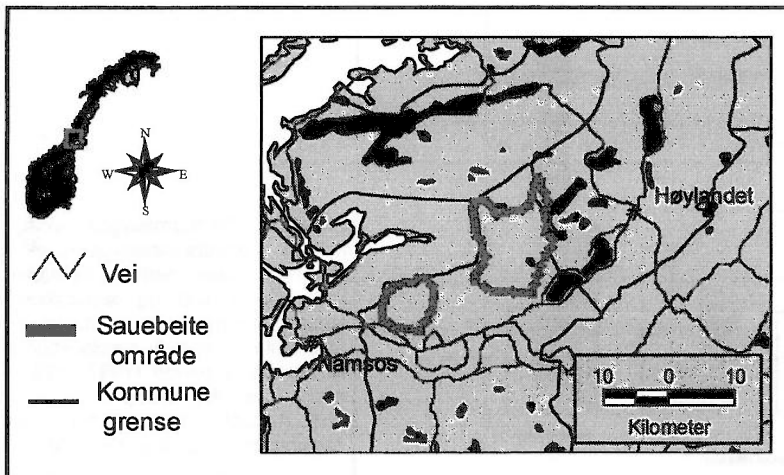 N
W E
S
Vei
Sauebeite
område
Kommune
grense
Høylandet
Namsos
10 0 10
Kilometer